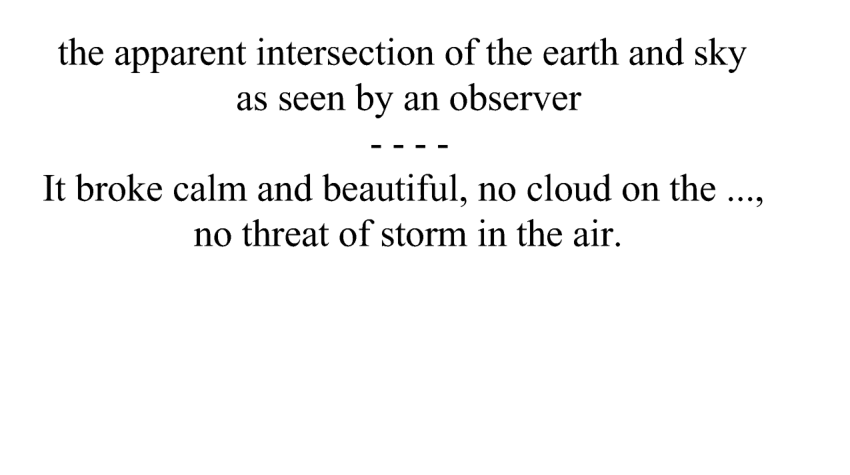 the apparent intersection of the earth and sky
as seen by an observer
- - - -
It broke calm and beautiful, no cloud on the ...,
no threat of storm in the air.